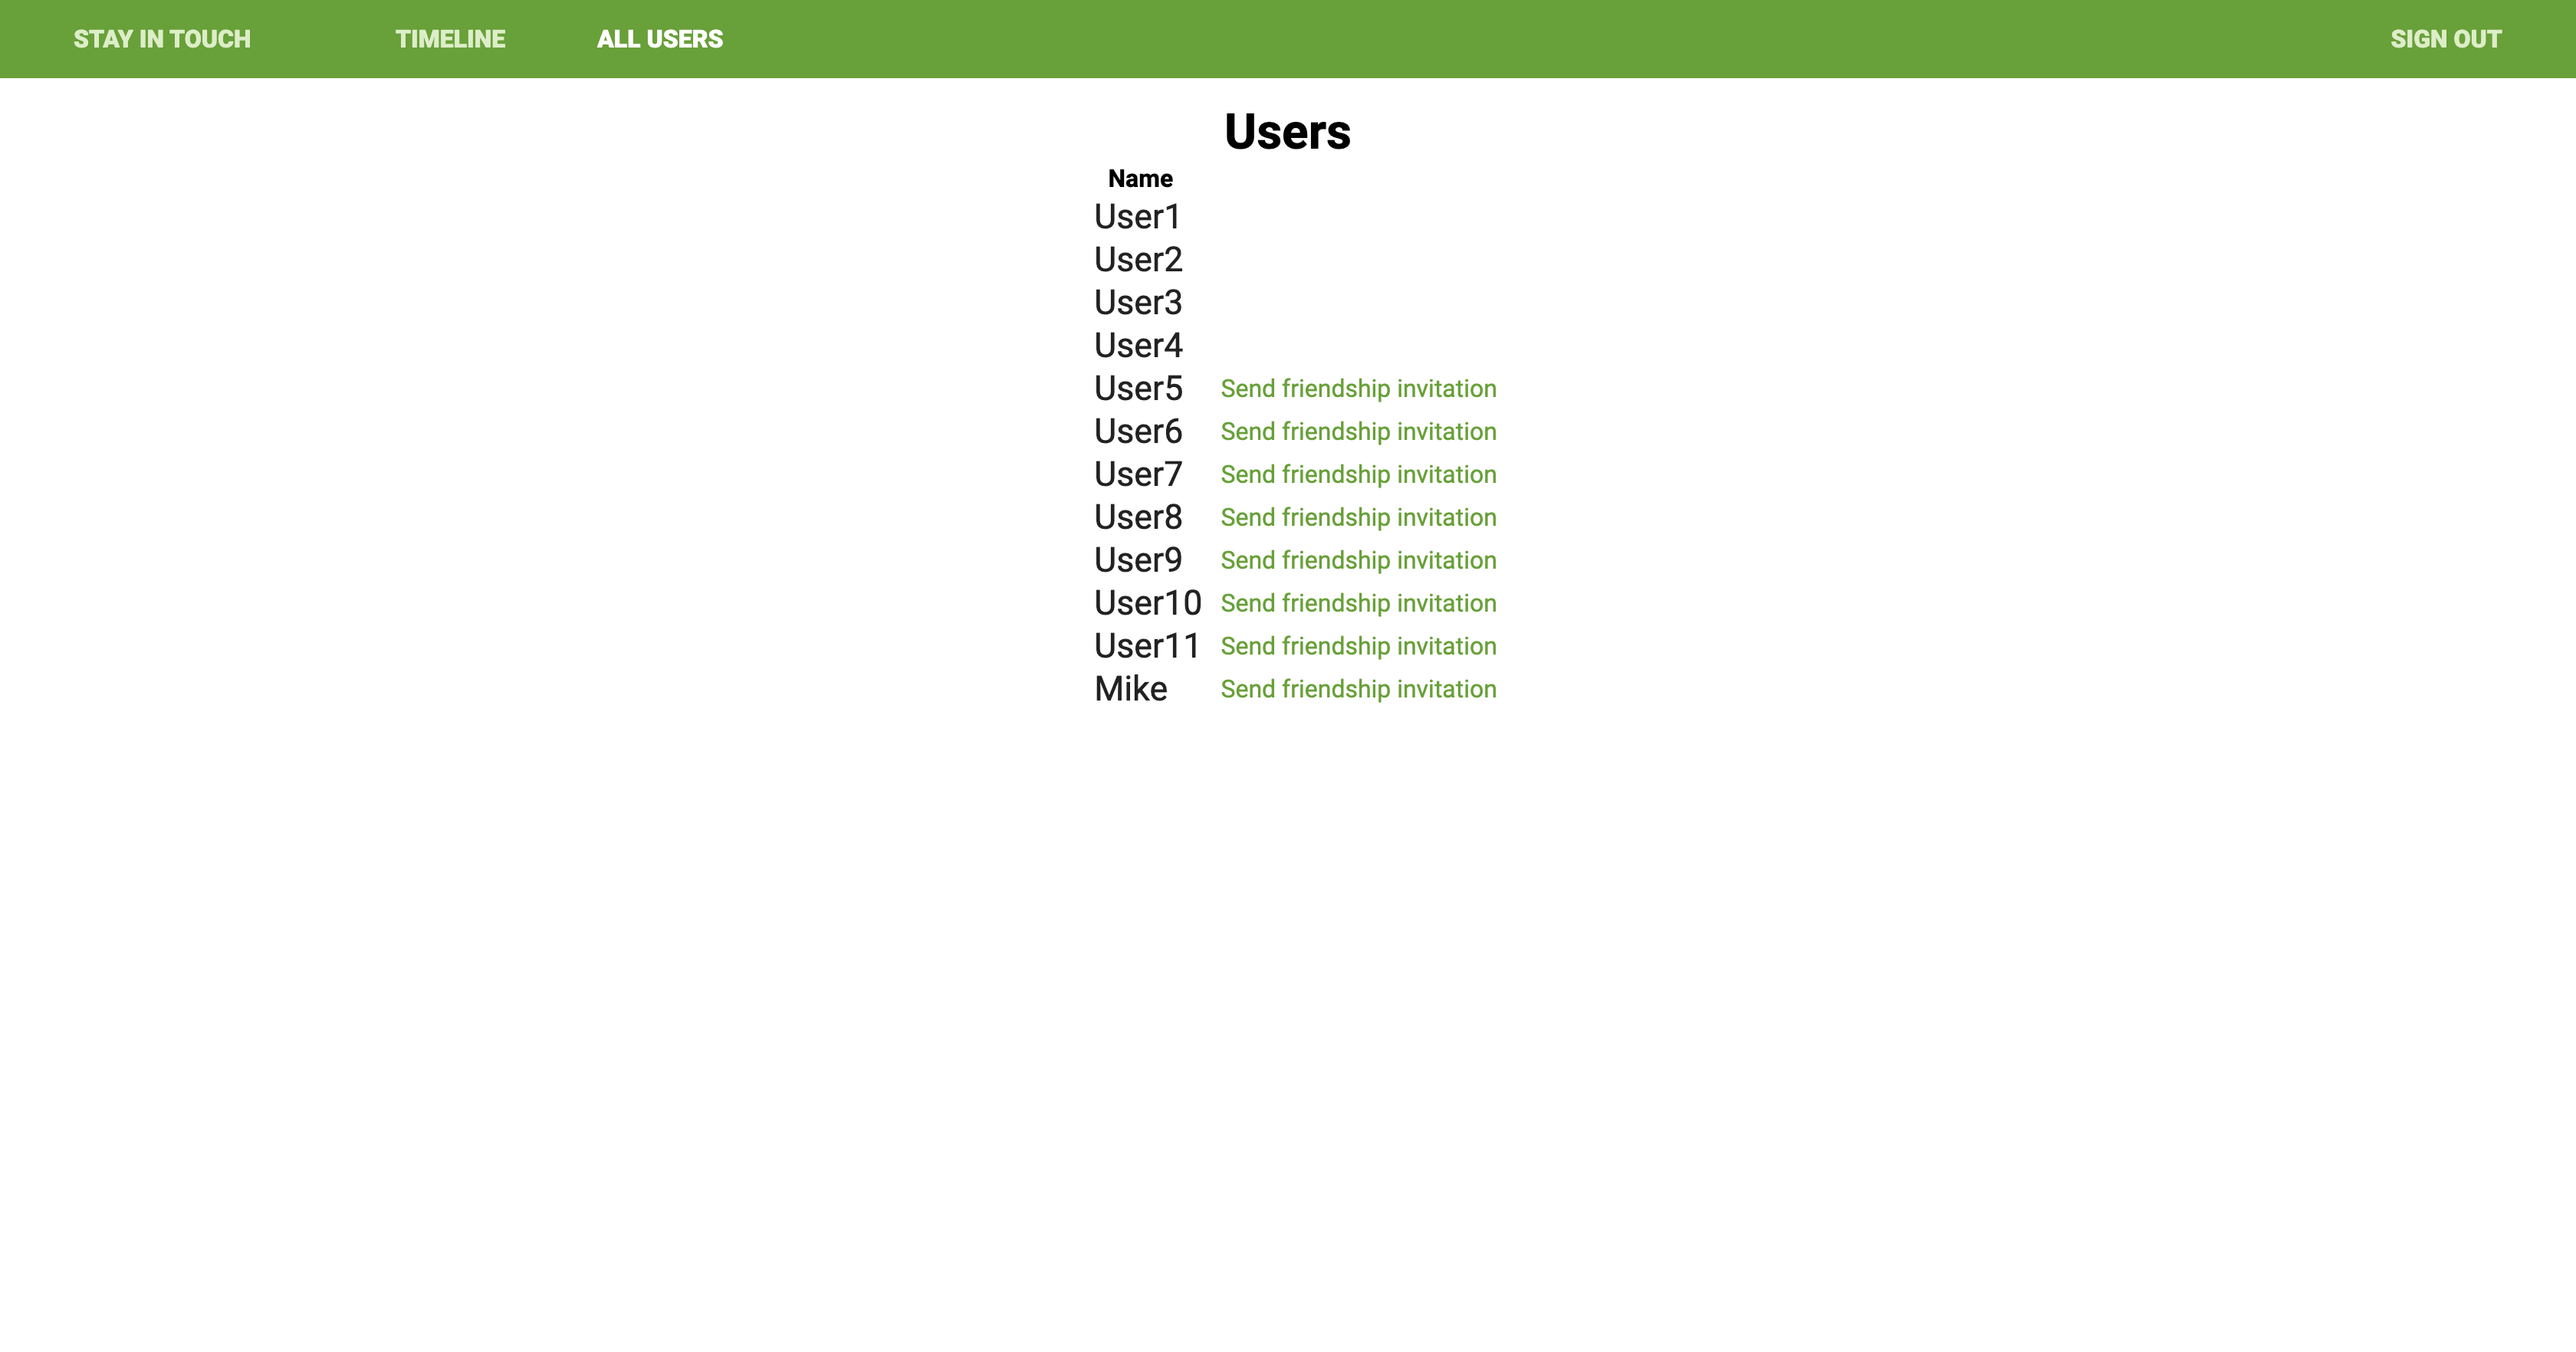 STAY IN TOUCH TIMELINE ALL USERS SIGN OUT
Users
Name
User1
User2
User3
User4
User5 Send friendship invitation
User6 Send friendship invitation
User7 Send friendship invitation
User8 Send friendship invitation
User9 Send friendship invitation
User10 Send friendship invitation
User11 Send friendship invitation
Mike Send friendship invitation